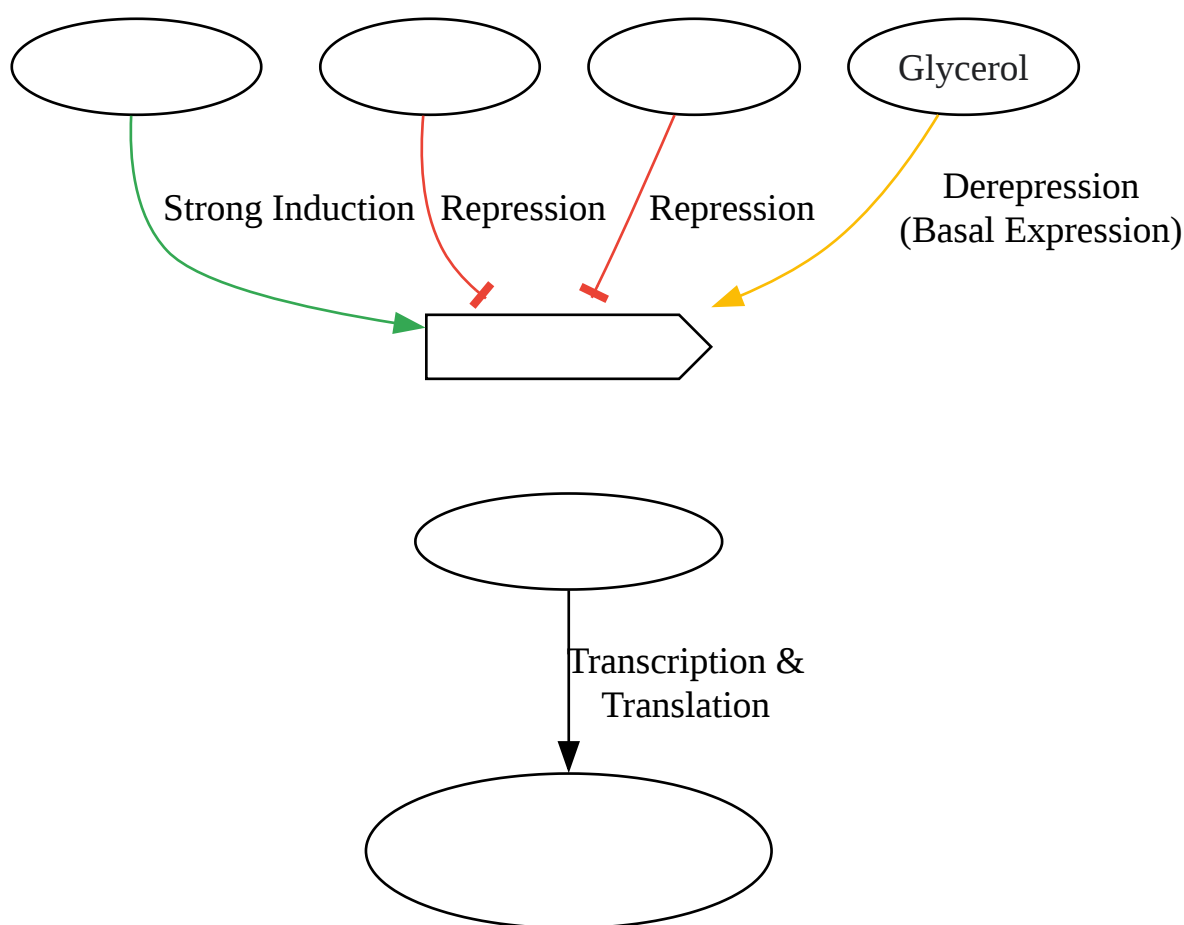 Glycerol
Strong Induction
Repression
Repression
Derepression
(Basal Expression)
Transcription &
Translation